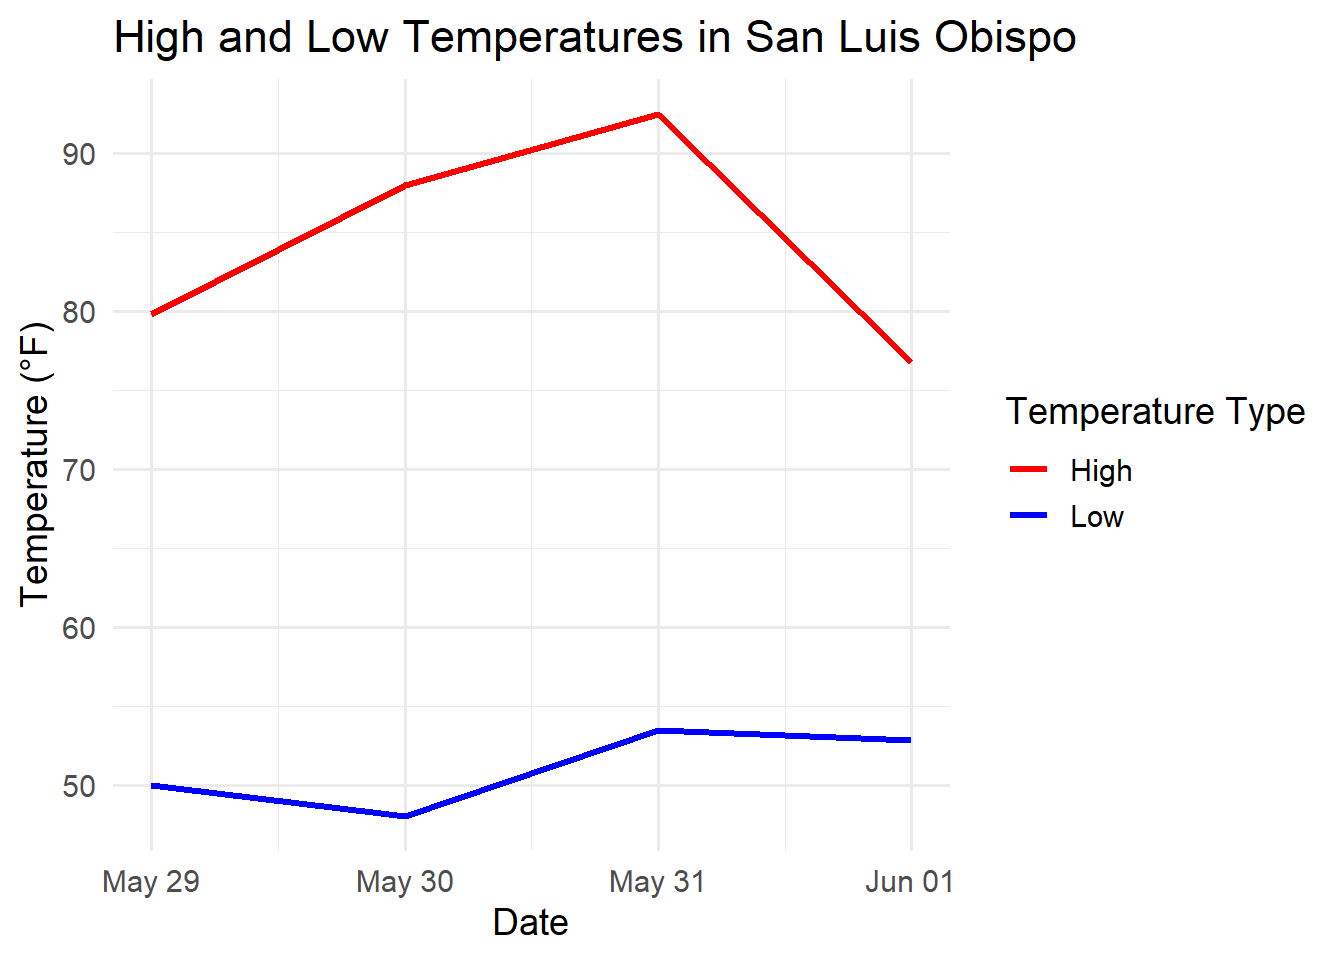 High and Low Temperatures in San Luis Obispo
Temperature (°F)
90
80
70
60
50
May 29
May 30
May 31
Jun 01
Date
Temperature Type
High
Low